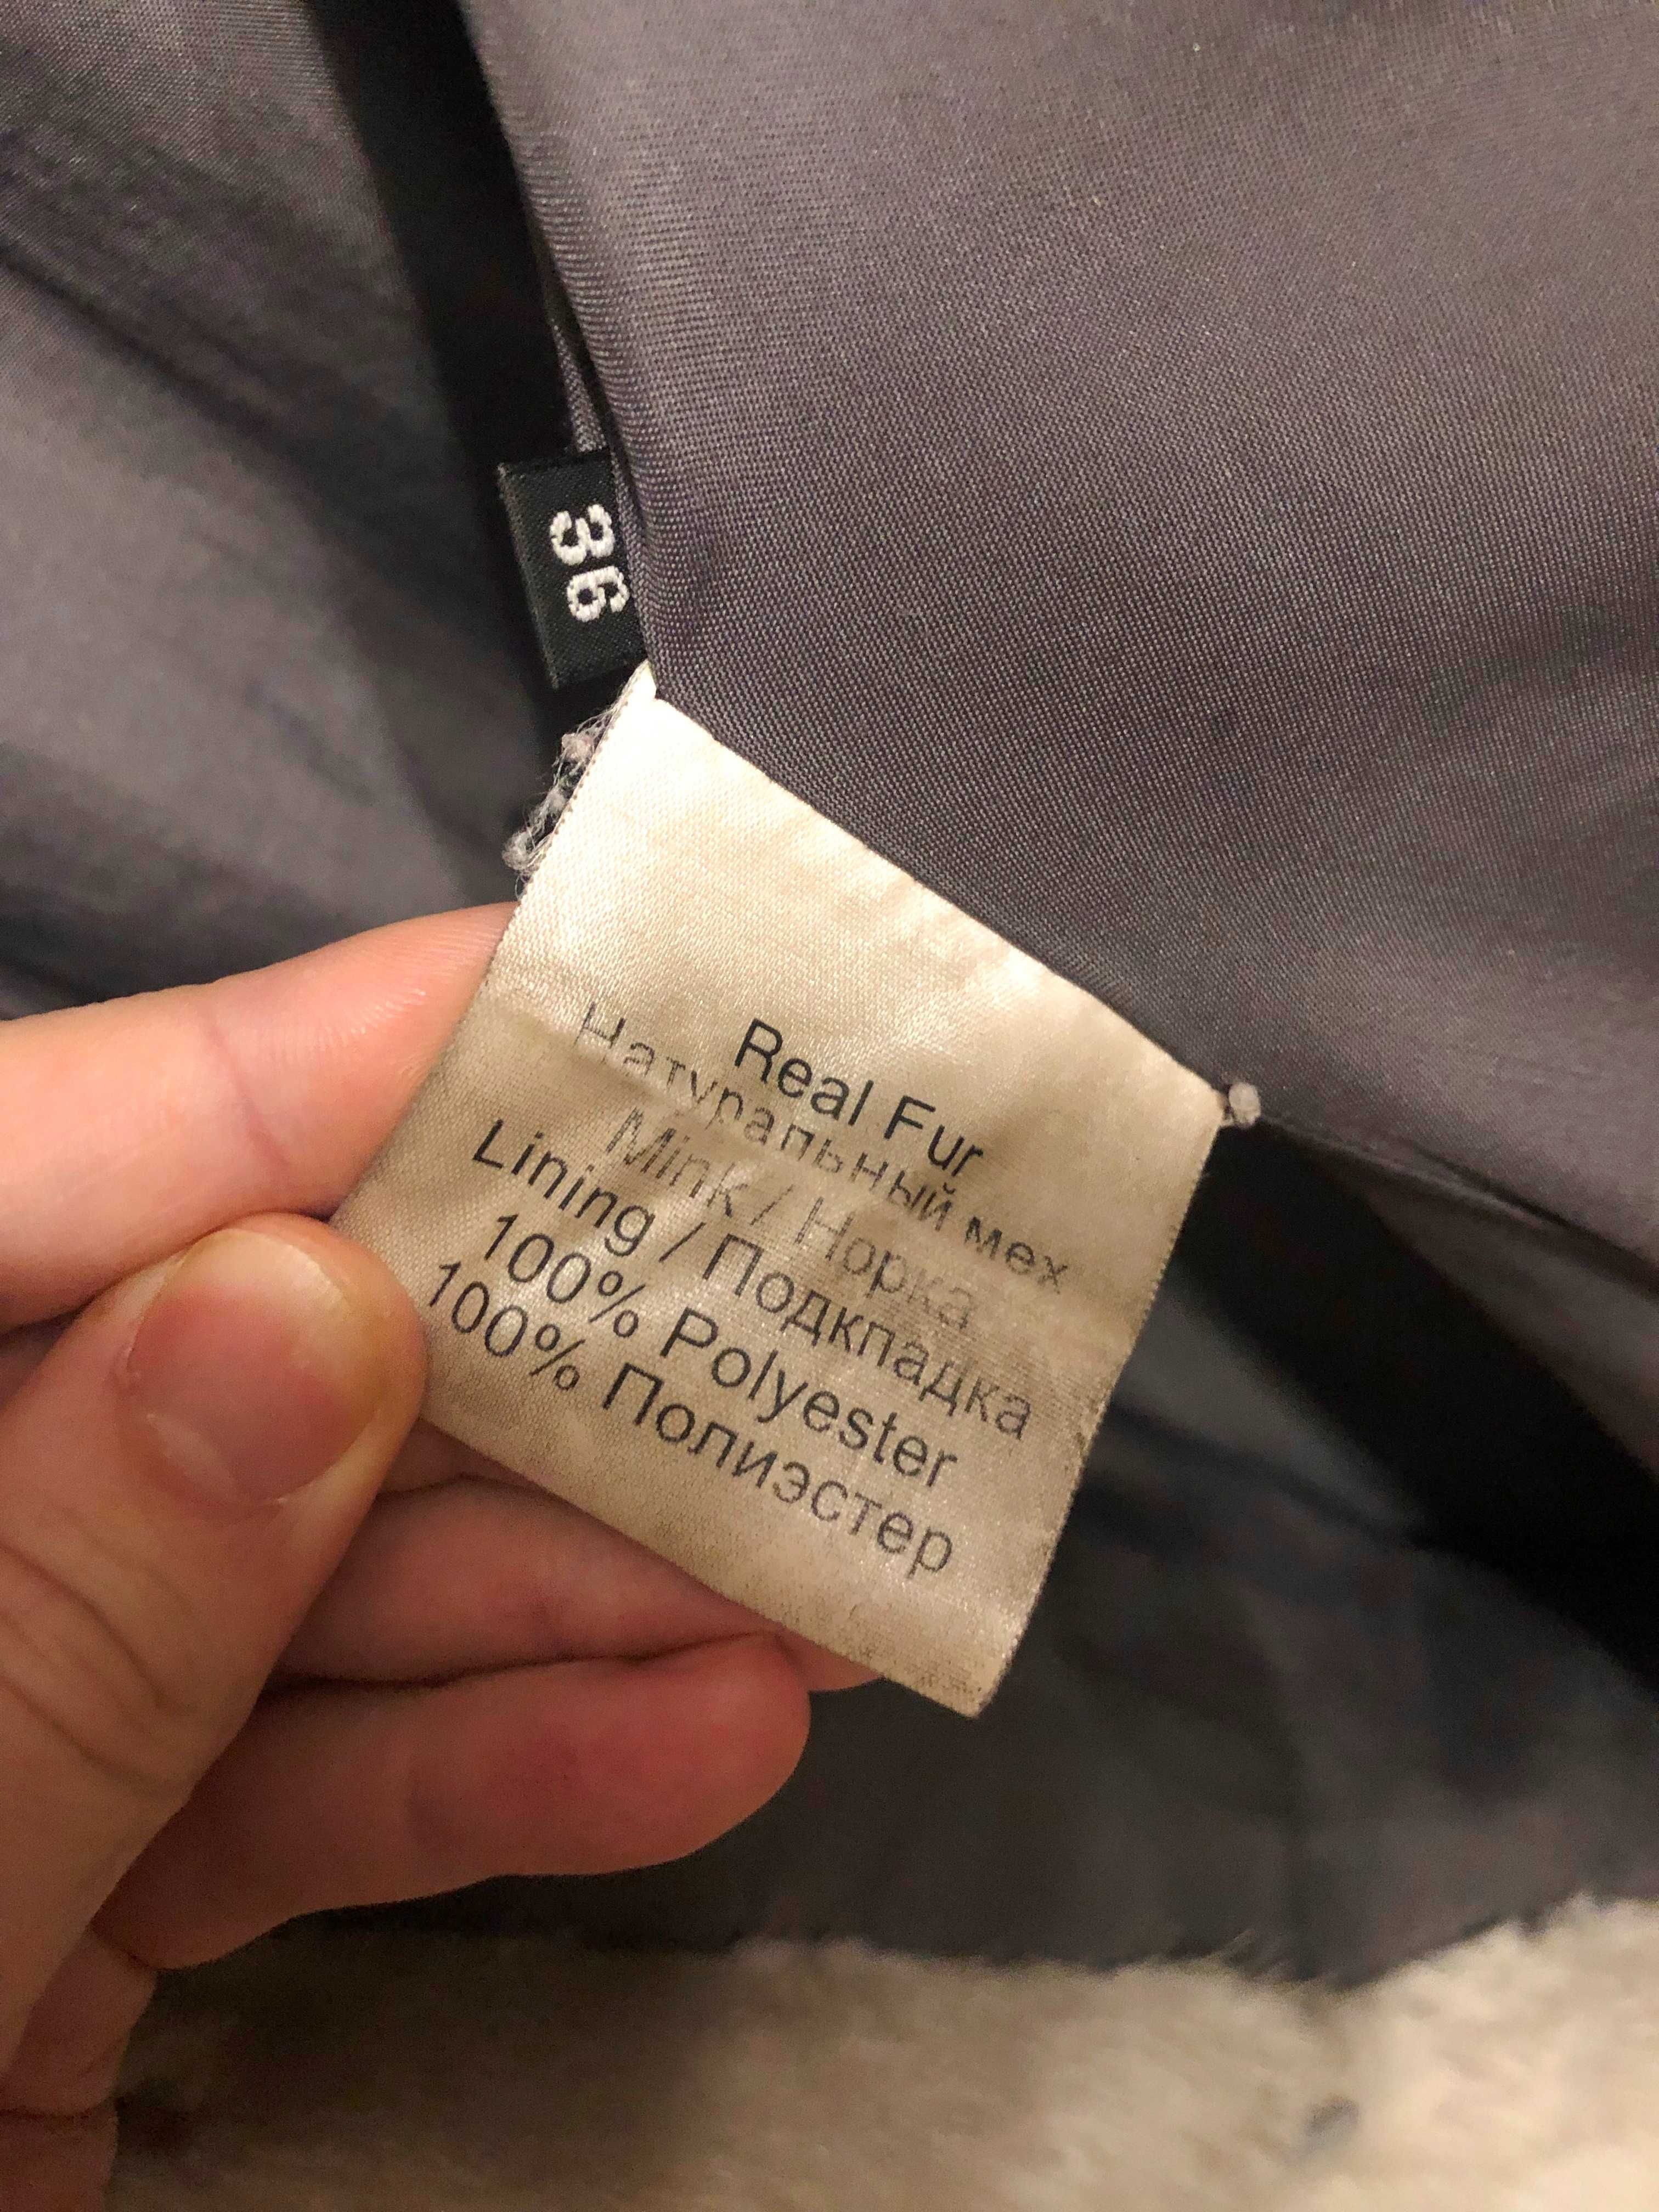 36
Real Fur
Натуральный мех
Mink / Норка
Lining / Подкладка
100% Polyester
100% Полиэстер